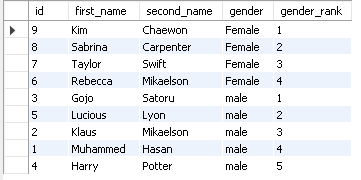 id first_name second_name gender gender_rank
9 Kim Chaewon Female 1
8 Sabrina Carpenter Female 2
7 Taylor Swift Female 3
6 Rebecca Mikaelson Female 4
3 Gojo Satoru male 1
5 Lucious Lyon male 2
2 Klaus Mikaelson male 3
1 Muhammed Hasan male 4
4 Harry Potter male 5